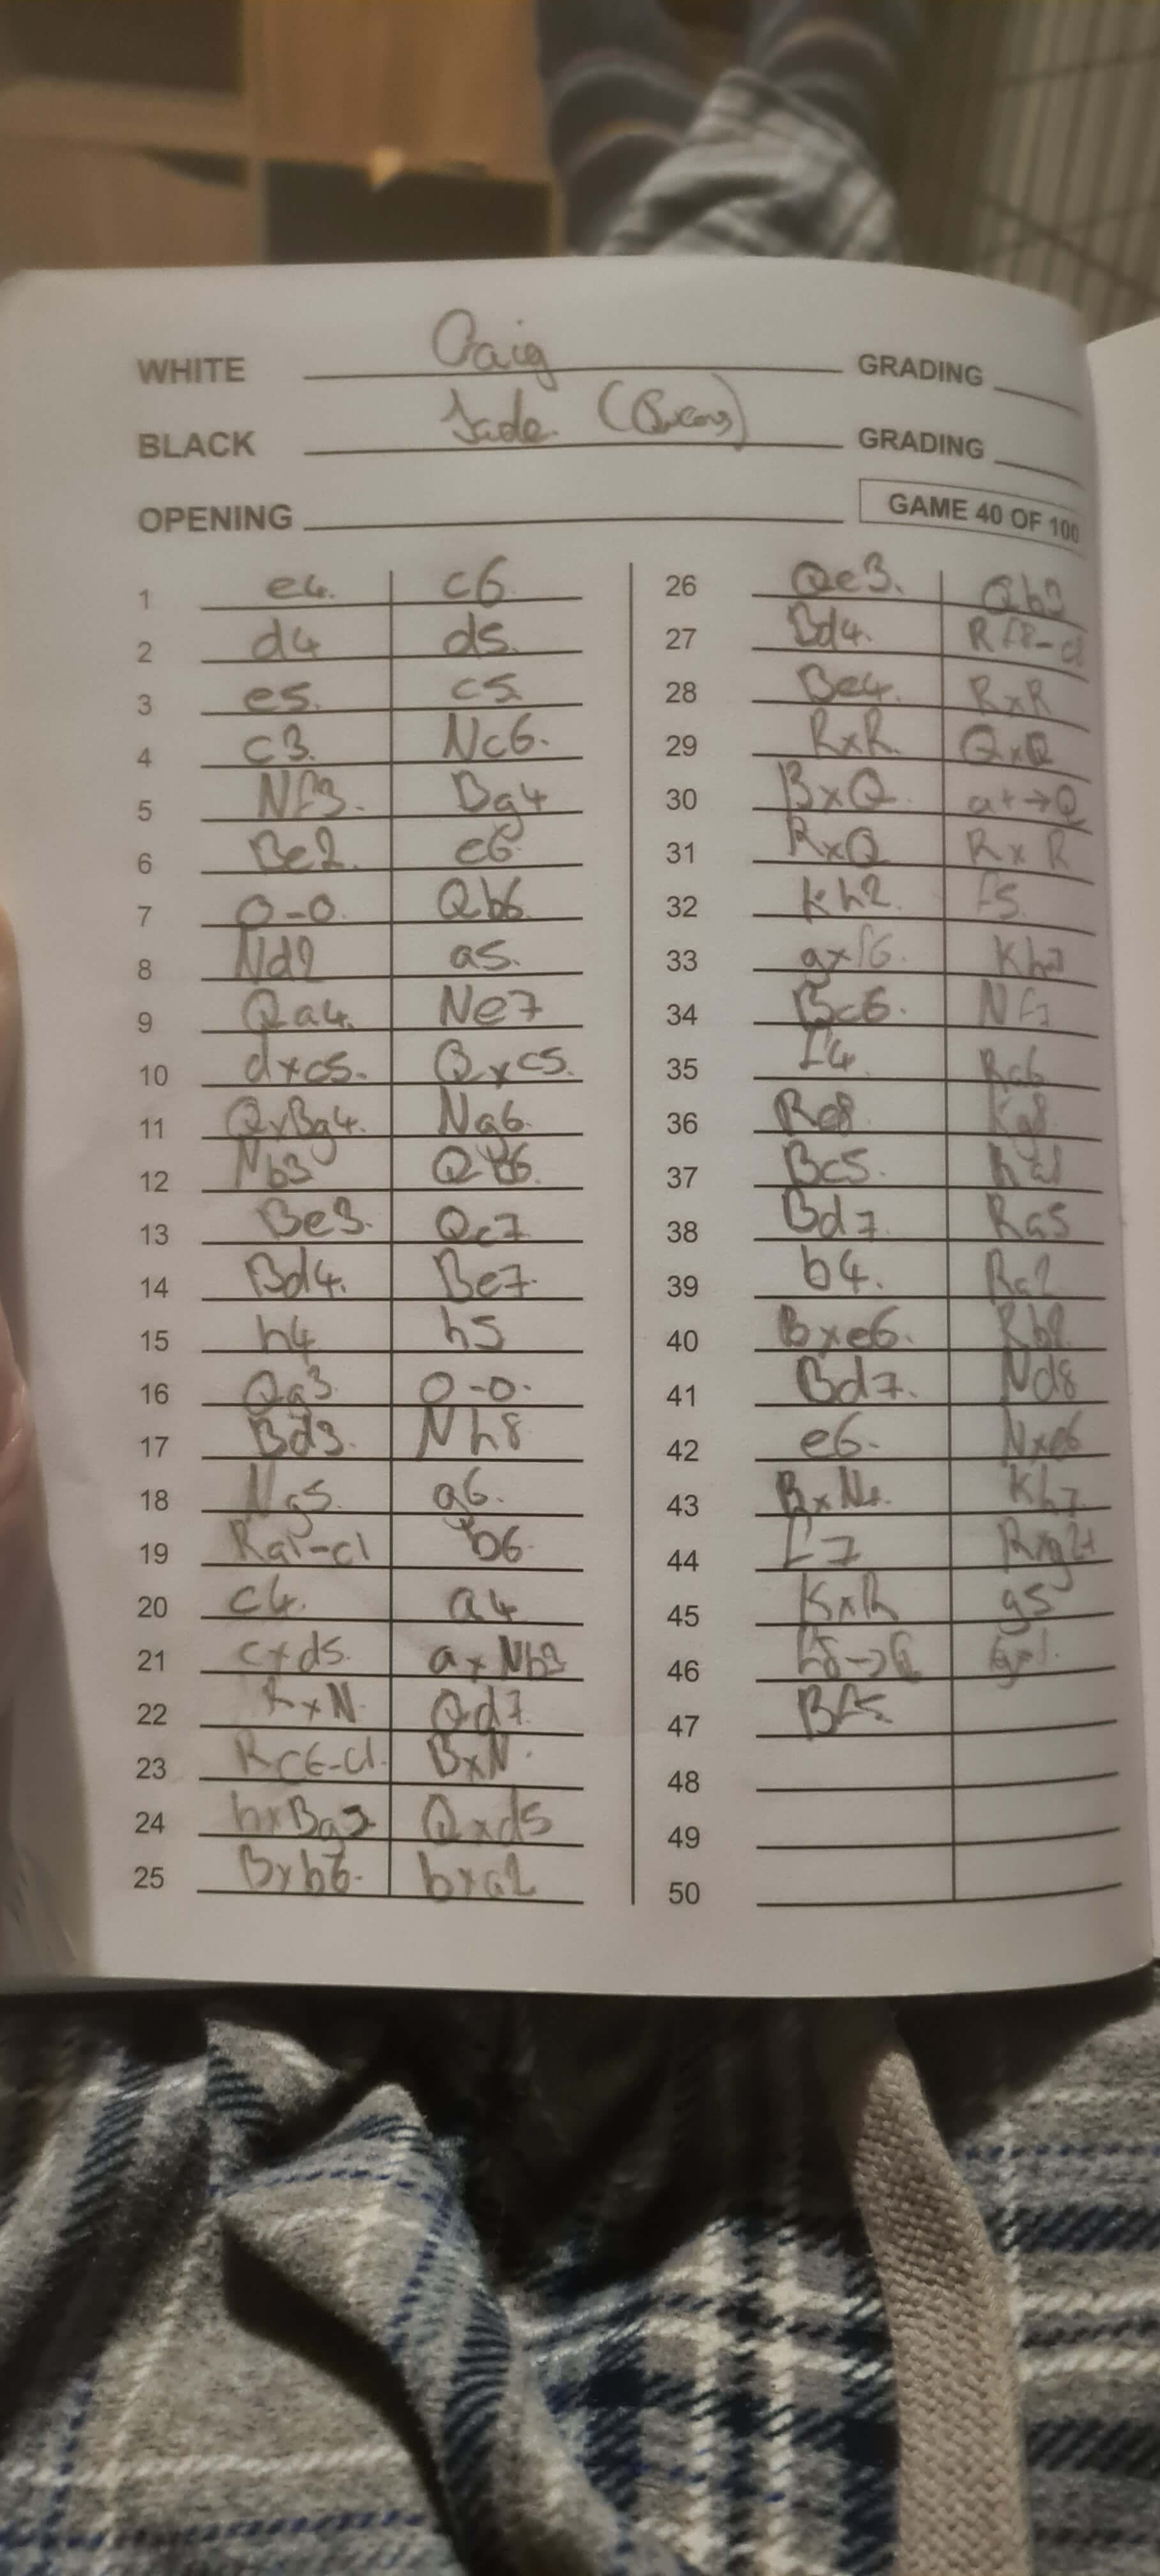 WHITE Craig GRADING
BLACK Jade GRADING
OPENING
GAME 40 OF 100
1 e4. c6
2 d4 d5.
3 e5. c5
4 c3. Nc6.
5 Nf3. Bg4
6 Be2. e6
7 0-0. Qb6
8 Nd2 a5.
9 Qa4. Ne7
10 dxc5. Qxc5.
11 QxBg4. Ng6.
12 Nb3 Qb6.
13 Be3. Qc7
14 Bd4. Be7.
15 h4 h5
16 Qg3 0-0.
17 Bd3. Nh8
18 Ng5. g6.
19 Ra1-c1 b6.
20 c4. a4
21 cxd5. axNb3
22 RxN. Qd7.
23 Rc6-c1. BxN.
24 hxBg5 Qxd5
25 Bxb6. bxa2
26 Qe3. Qb3
27 Bd4. Rf8-c8
28 Be4. RxR
29 RxR. QxQ
30 BxQ. a1→Q
31 RxQ RxR
32 Kh2. f5.
33 gxf6. Kh7
34 Bc6. Nf7
35 f4
36 Be8. Kg8
37 Bc5.
38 Bd7 Ra5
39 b4. Ra2
40 Bxe6. Rb2
41 Bd7. Nd8
42 e6. Nxe6
43 BxN+. Kh7
44 f7 Rxg2+
45 KxR g5
46 f8→Q
47 Bf5
48
49
50